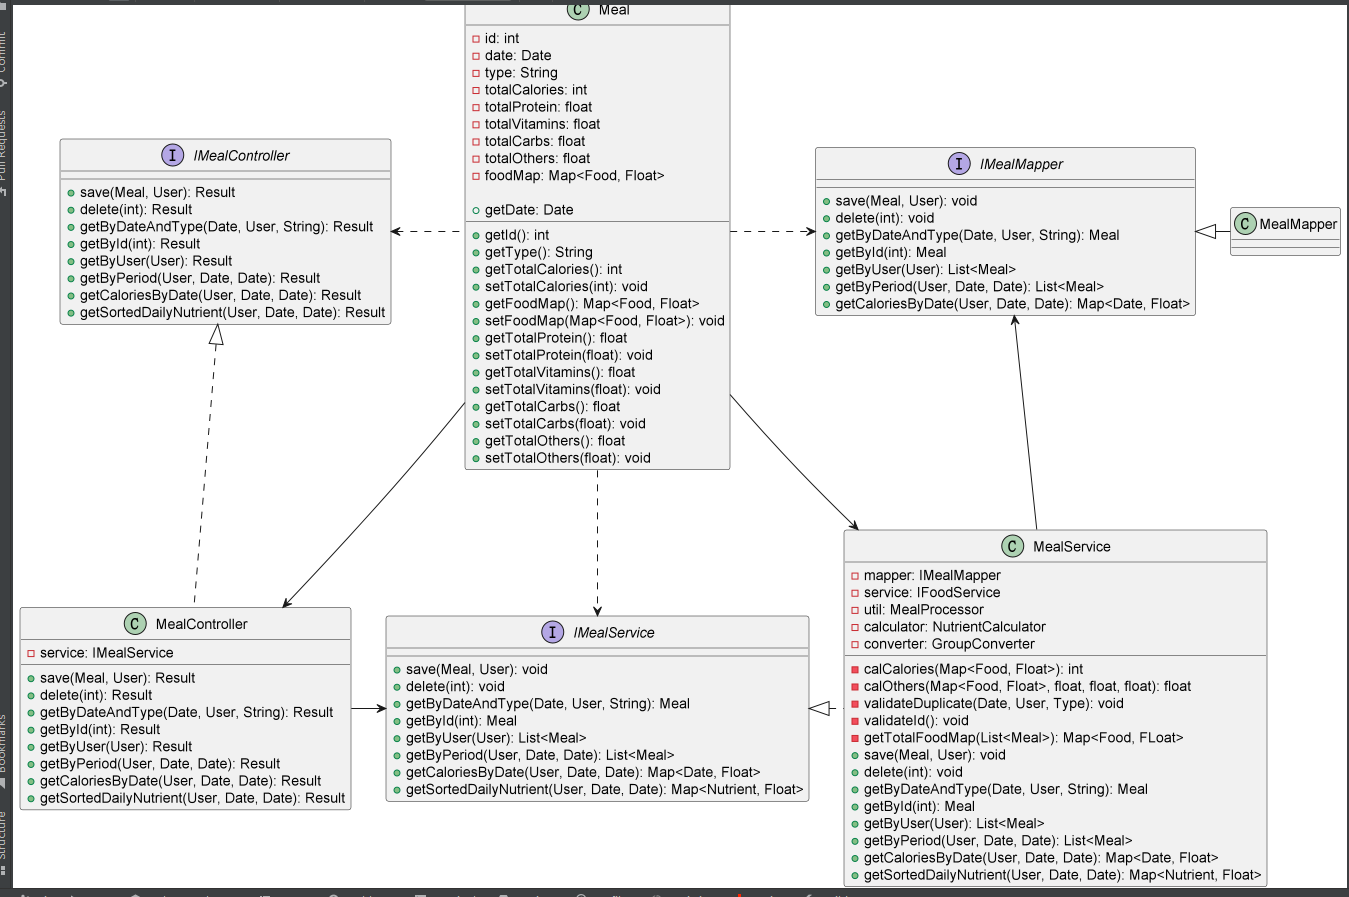 Commit
Pull Requests
Bookmarks
Structure
C Meal
id: int
date: Date
type: String
totalCalories: int
totalProtein: float
totalVitamins: float
totalCarbs: float
totalOthers: float
foodMap: Map<Food, Float>
getDate: Date
getId(): int
getType(): String
getTotalCalories(): int
setTotalCalories(int): void
getFoodMap(): Map<Food, Float>
setFoodMap(Map<Food, Float>): void
getTotalProtein(): float
setTotalProtein(float): void
getTotalVitamins(): float
setTotalVitamins(float): void
getTotalCarbs(): float
setTotalCarbs(float): void
getTotalOthers(): float
setTotalOthers(float): void
I IMealController
save(Meal, User): Result
delete(int): Result
getByDateAndType(Date, User, String): Result
getById(int): Result
getByUser(User): Result
getByPeriod(User, Date, Date): Result
getCaloriesByDate(User, Date, Date): Result
getSortedDailyNutrient(User, Date, Date): Result
I IMealMapper
save(Meal, User): void
delete(int): void
getByDateAndType(Date, User, String): Meal
getById(int): Meal
getByUser(User): List<Meal>
getByPeriod(User, Date, Date): List<Meal>
getCaloriesByDate(User, Date, Date): Map<Date, Float>
C MealMapper
C MealController
service: IMealService
save(Meal, User): Result
delete(int): Result
getByDateAndType(Date, User, String): Result
getById(int): Result
getByUser(User): Result
getByPeriod(User, Date, Date): Result
getCaloriesByDate(User, Date, Date): Result
getSortedDailyNutrient(User, Date, Date): Result
I IMealService
save(Meal, User): void
delete(int): void
getByDateAndType(Date, User, String): Meal
getById(int): Meal
getByUser(User): List<Meal>
getByPeriod(User, Date, Date): List<Meal>
getCaloriesByDate(User, Date, Date): Map<Date, Float>
getSortedDailyNutrient(User, Date, Date): Map<Nutrient, Float>
C MealService
mapper: IMealMapper
service: IFoodService
util: MealProcessor
calculator: NutrientCalculator
converter: GroupConverter
calCalories(Map<Food, Float>): int
calOthers(Map<Food, Float>, float, float, float): float
validateDuplicate(Date, User, Type): void
validateId(): void
getTotalFoodMap(List<Meal>): Map<Food, FLoat>
save(Meal, User): void
delete(int): void
getByDateAndType(Date, User, String): Meal
getById(int): Meal
getByUser(User): List<Meal>
getByPeriod(User, Date, Date): List<Meal>
getCaloriesByDate(User, Date, Date): Map<Date, Float>
getSortedDailyNutrient(User, Date, Date): Map<Nutrient, Float>